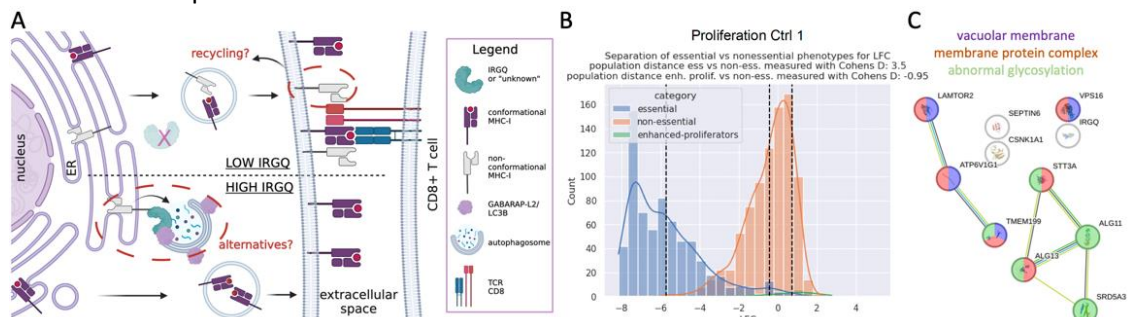 A
recycling?
nucleus
ER
LOW IRGQ
HIGH IRGQ
alternatives?
extracellular
space
CD8+ T cell
Legend
IRGQ
or "unknown"
conformational
MHC-I
non-
conformational
MHC-I
GABARAP-L2/
LC3B
autophagosome
TCR
CD8
B
Proliferation Ctrl 1
Separation of essential vs nonessential phenotypes for LFC
population distance ess vs non-ess. measured with Cohens D: 3.5
population distance enh. prolif. vs non-ess. measured with Cohens D: -0.95
category
essential
non-essential
enhanced-proliferators
Count
160
140
120
100
80
60
40
20
0
-8 -6 -4 -2 0 2 4
C
vacuolar membrane
membrane protein complex
abnormal glycosylation
LAMTOR2
VPS16
SEPTIN6
IRGQ
CSNK1A1
ATP6V1G1
STT3A
TMEM199
ALG11
ALG13
SRD5A3